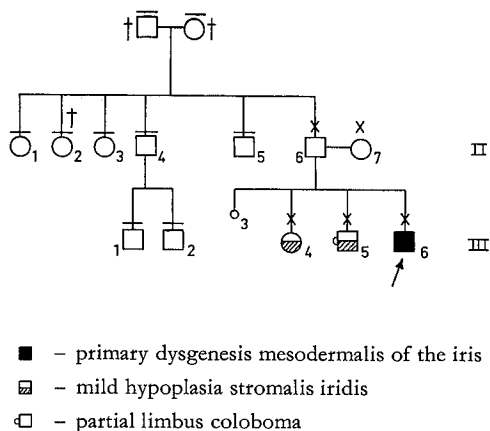 † †
†
1 2 3 4 5 6 7 II
x x
1 2 3 4 5 6 III
x x x
– primary dysgenesis mesodermalis of the iris
– mild hypoplasia stromalis iridis
– partial limbus coloboma